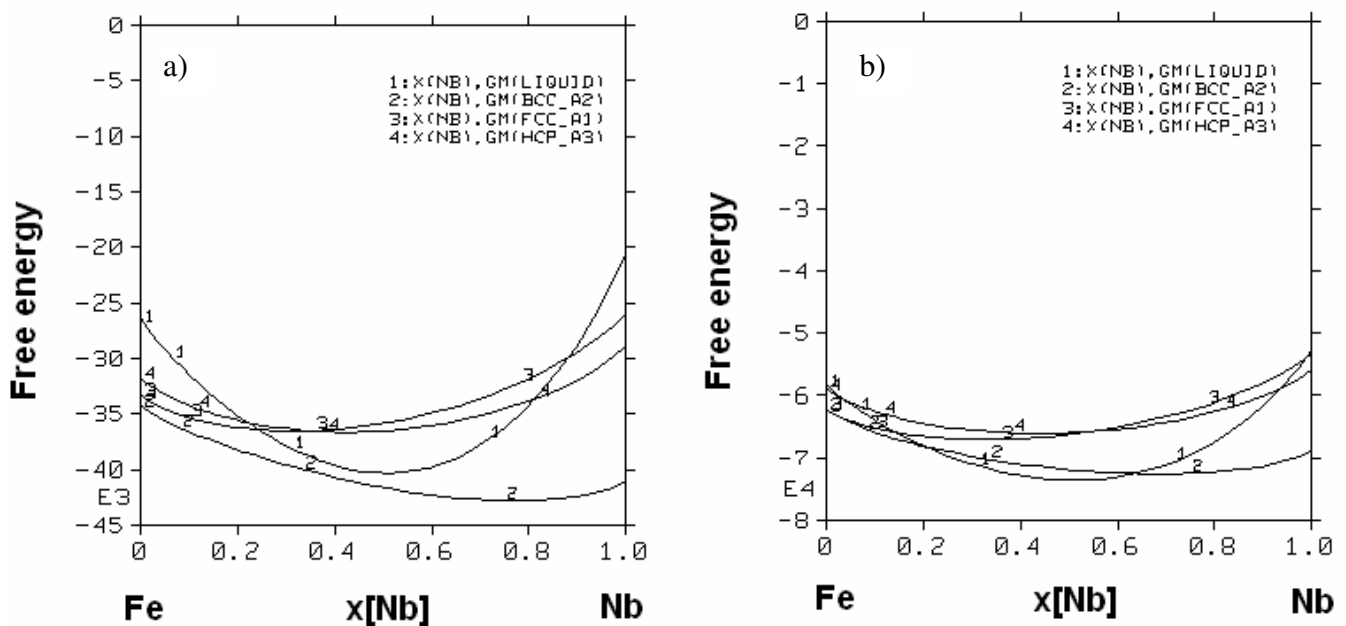 a)
1:X(NB),GM(LIQUID)
2:X(NB),GM(BCC_A2)
3:X(NB).GM(FCC_A1)
4:X(NB),GM(HCP_A3)
0
-5
-10
-15
-20
-25
-30
-35
-40
E3
-45
Free energy
0 0.2 0.4 0.6 0.8 1.0
Fe x[Nb] Nb
b)
1:X(NB),GM(LIQUID)
2:X(NB),GM(BCC_A2)
3:X(NB),GM(FCC_A1)
4:X(NB),GM(HCP_A3)
0
-1
-2
-3
-4
-5
-6
-7
E4
-8
Free energy
0 0.2 0.4 0.6 0.8 1.0
Fe x[Nb] Nb